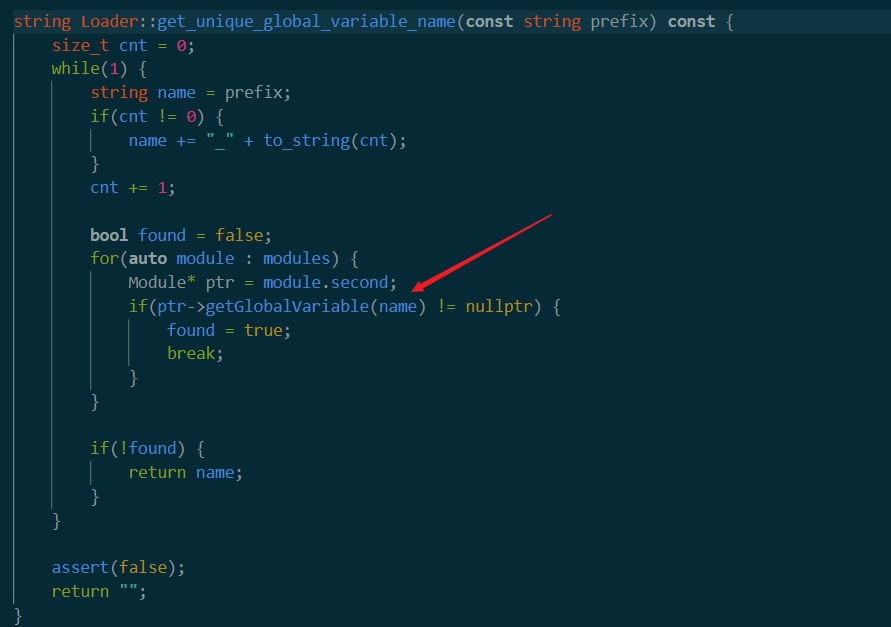 string Loader::get_unique_global_variable_name(const string prefix) const {
    size_t cnt = 0;
    while(1) {
        string name = prefix;
        if(cnt != 0) {
            name += "_" + to_string(cnt);
        }
        cnt += 1;

        bool found = false;
        for(auto module : modules) {
            Module* ptr = module.second;
            if(ptr->getGlobalVariable(name) != nullptr) {
                found = true;
                break;
            }
        }

        if(!found) {
            return name;
        }
    }

    assert(false);
    return "";
}